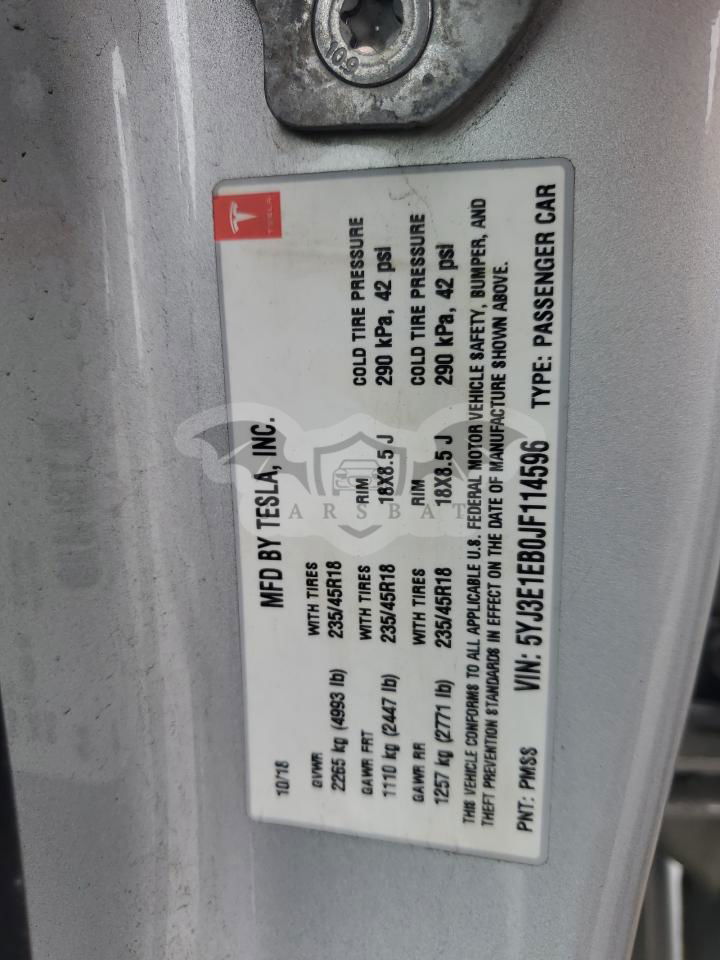 10.9
TESLA
MFD BY TESLA, INC.
10/18
GVWR WITH TIRES
2265 kg (4993 lb) 235/45R18
GAWR FRT WITH TIRES RIM COLD TIRE PRESSURE
1110 kg (2447 lb) 235/45R18 18X8.5 J 290 kPa, 42 psi
GAWR RR WITH TIRES RIM COLD TIRE PRESSURE
1257 kg (2771 lb) 235/45R18 18X8.5 J 290 kPa, 42 psi
THIS VEHICLE CONFORMS TO ALL APPLICABLE U.S. FEDERAL MOTOR VEHICLE SAFETY, BUMPER, AND
THEFT PREVENTION STANDARDS IN EFFECT ON THE DATE OF MANUFACTURE SHOWN ABOVE.
PNT: PMSS VIN: 5YJ3E1EB0JF114596 TYPE: PASSENGER CAR
CARSBAT